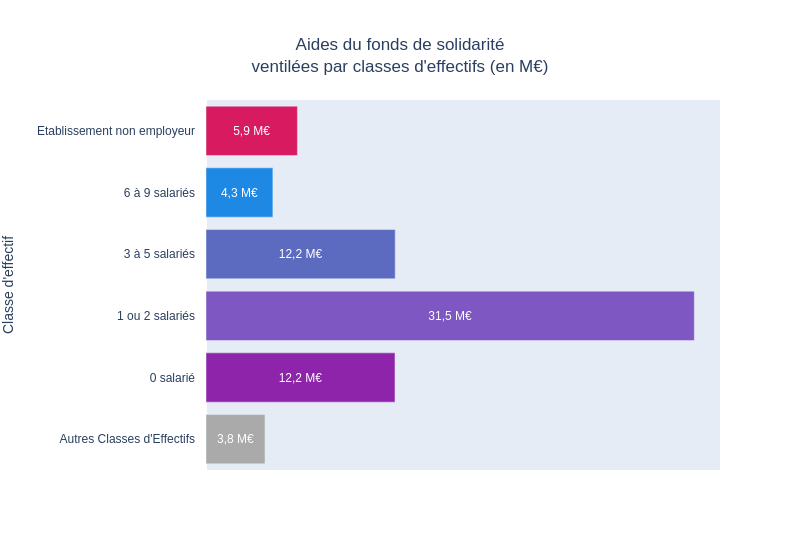 Aides du fonds de solidarité
ventilées par classes d'effectifs (en M€)
Classe d'effectif
Etablissement non employeur
5,9 M€
6 à 9 salariés
4,3 M€
3 à 5 salariés
12,2 M€
1 ou 2 salariés
31,5 M€
0 salarié
12,2 M€
Autres Classes d'Effectifs
3,8 M€